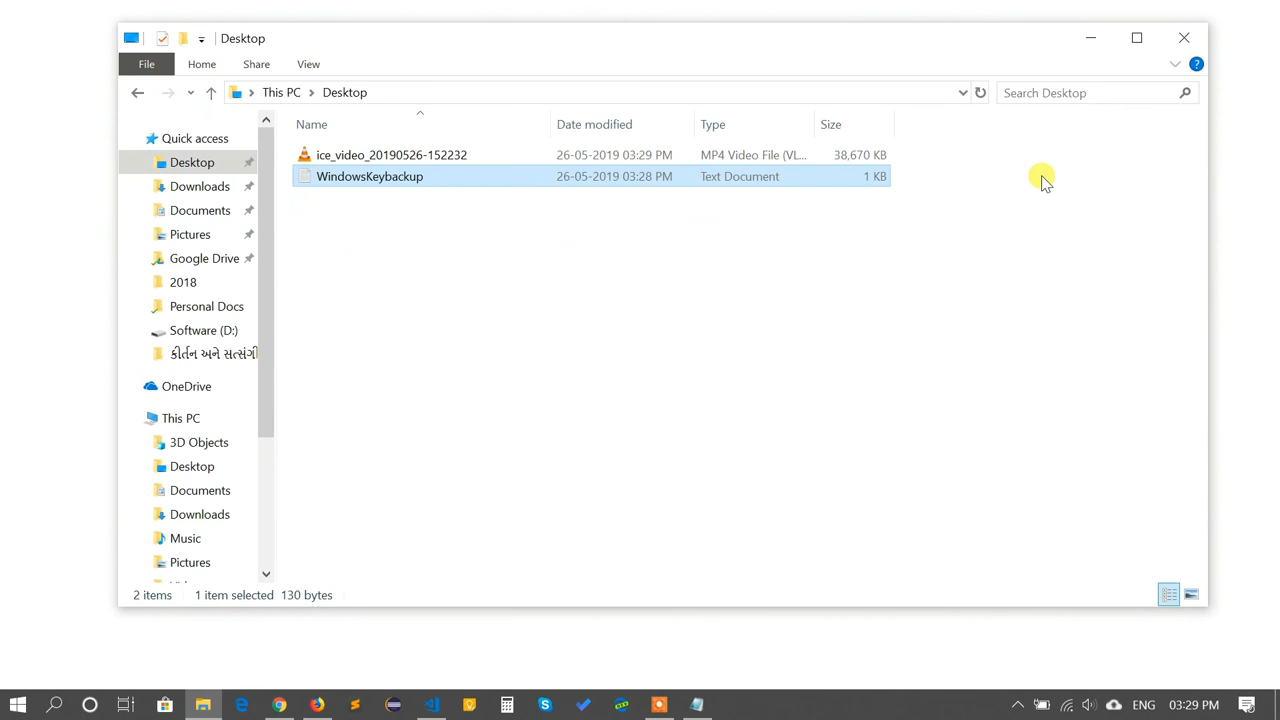 Desktop
File Home Share View
This PC Desktop
Search Desktop
Name Date modified Type Size
Quick access
Desktop
Downloads
Documents
Pictures
Google Drive
2018
Personal Docs
Software (D:)
કીર્તન અને સત્સંગી
OneDrive
This PC
3D Objects
Desktop
Documents
Downloads
Music
Pictures
ice_video_20190526-152232 26-05-2019 03:29 PM MP4 Video File (VL... 38,670 KB
WindowsKeybackup 26-05-2019 03:28 PM Text Document 1 KB
2 items 1 item selected 130 bytes
ENG 03:29 PM